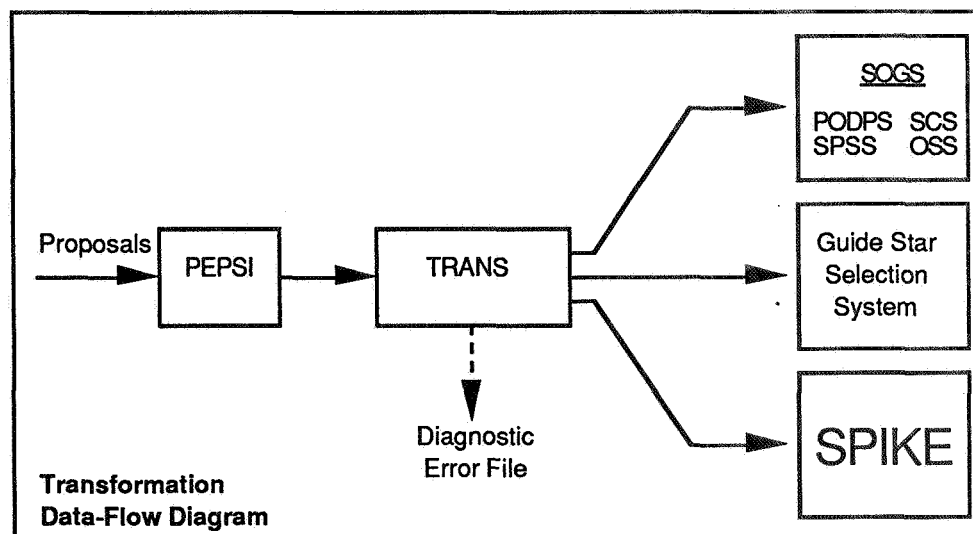 SOGS
PODPS SCS
SPSS OSS
Proposals
PEPSI
TRANS
Guide Star
Selection
System
Diagnostic
Error File
SPIKE
Transformation
Data-Flow Diagram